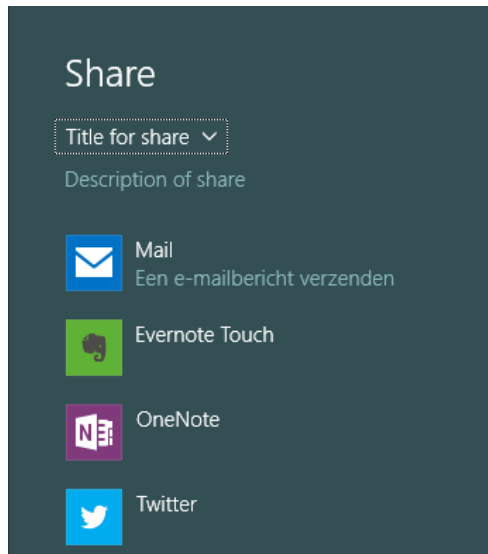 Share
Title for share
Description of share
Mail
Een e-mailbericht verzenden
Evernote Touch
N
OneNote
Twitter